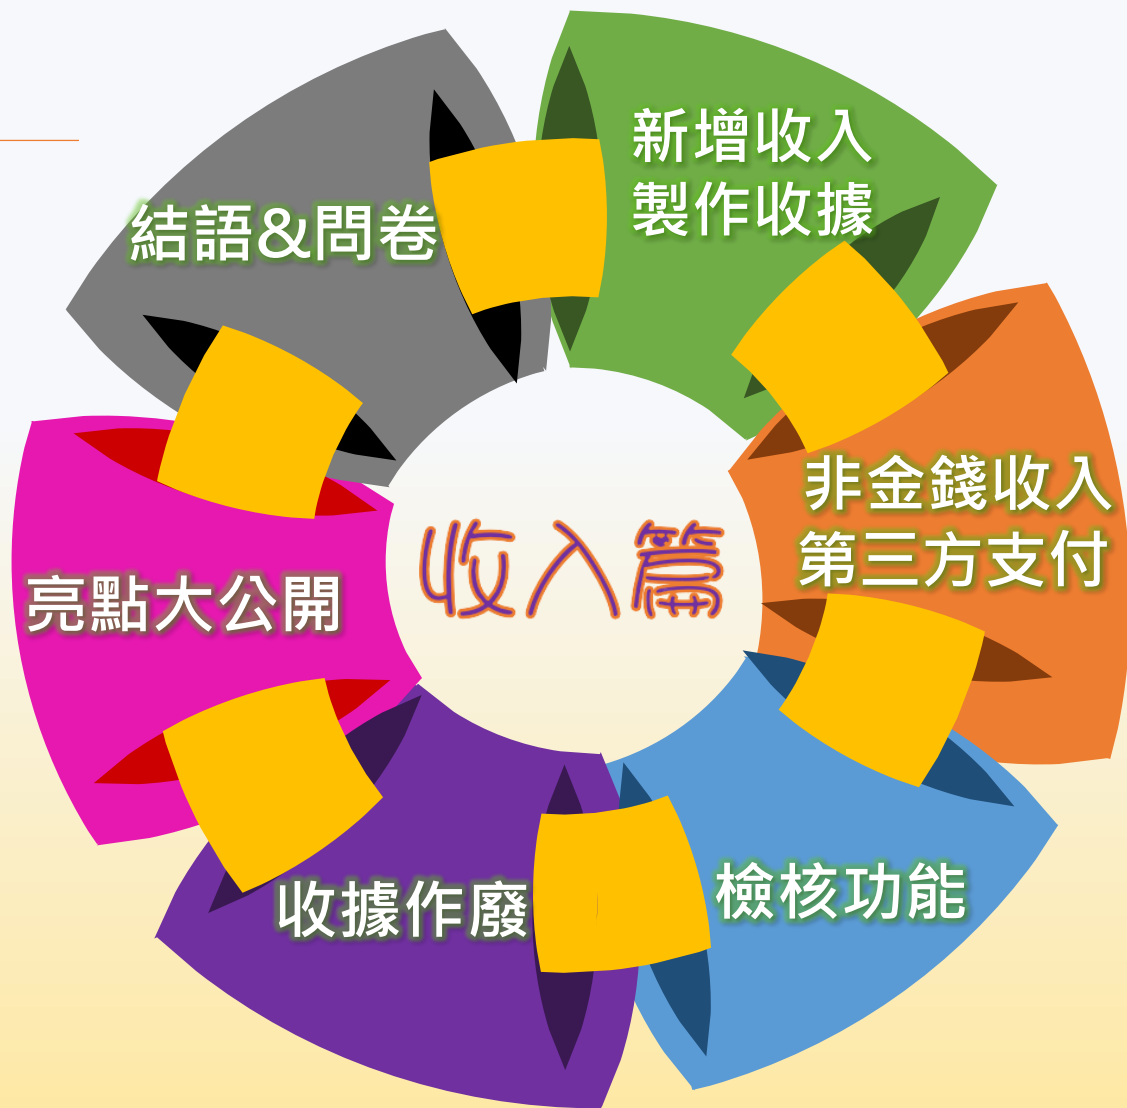 新增收入
製作收據
非金錢收入
第三方支付
檢核功能
收據作廢
亮點大公開
結語&問卷
收入篇